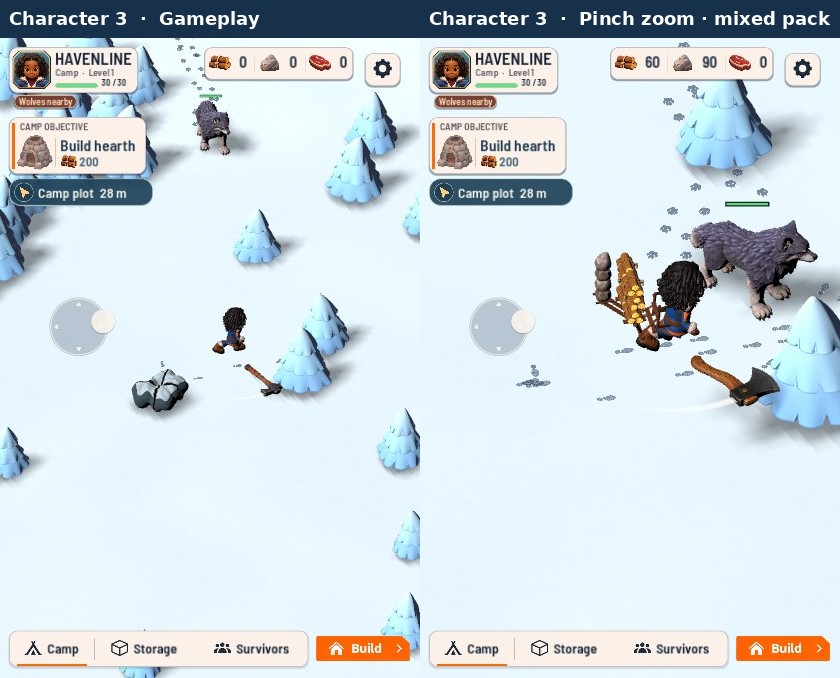 Character 3 · Gameplay
HAVENLINE
Camp · Level 1
30/30
Wolves nearby
0 0 0
CAMP OBJECTIVE
Build hearth
200
Camp plot 28 m
Camp Storage Survivors Build
Character 3 · Pinch zoom · mixed pack
HAVENLINE
Camp · Level 1
30/30
Wolves nearby
60 90 0
CAMP OBJECTIVE
Build hearth
200
Camp plot 28 m
Camp Storage Survivors Build